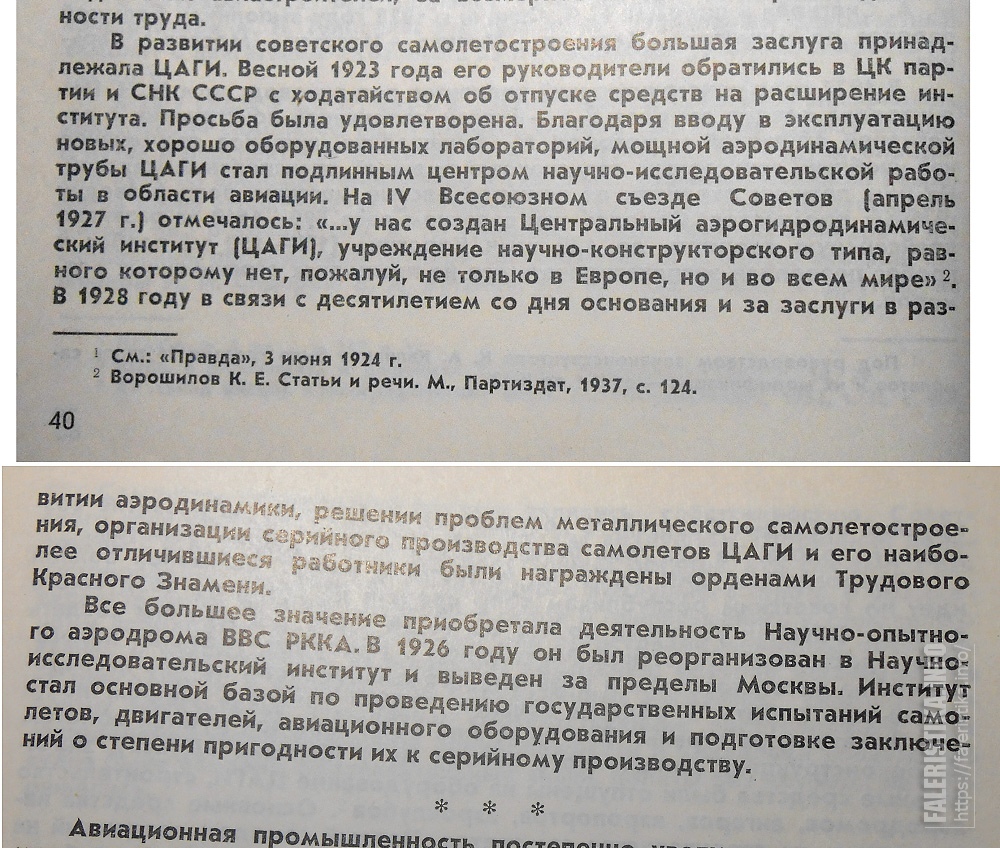 ности труда.
В развитии советского самолетостроения большая заслуга принад-
лежала ЦАГИ. Весной 1923 года его руководители обратились в ЦК пар-
тии и СНК СССР с ходатайством об отпуске средств на расширение ин-
ститута. Просьба была удовлетворена. Благодаря вводу в эксплуатацию
новых, хорошо оборудованных лабораторий, мощной аэродинамической
трубы ЦАГИ стал подлинным центром научно-исследовательской рабо-
ты в области авиации. На IV Всесоюзном съезде Советов (апрель
1927 г.) отмечалось: «...у нас создан Центральный аэрогидродинамиче-
ский институт (ЦАГИ), учреждение научно-конструкторского типа, рав-
ного которому нет, пожалуй, не только в Европе, но и во всем мире» 2.
В 1928 году в связи с десятилетием со дня основания и за заслуги в раз-
1 См.: «Правда», 3 июня 1924 г.
2 Ворошилов К. Е. Статьи и речи. М., Партиздат, 1937, с. 124.
40
витии аэродинамики, решении проблем металлического самолетострое-
ния, организации серийного производства самолетов ЦАГИ и его наибо-
лее отличившиеся работники были награждены орденами Трудового
Красного Знамени.
Все большее значение приобретала деятельность Научно-опытно-
го аэродрома ВВС РККА. В 1926 году он был реорганизован в Научно-
исследовательский институт и выведен за пределы Москвы. Институт
стал основной базой по проведению государственных испытаний само-
летов, двигателей, авиационного оборудования и подготовке заключе-
ний о степени пригодности их к серийному производству.
* * *
Авиационная промышленность постепенно
FALERISTIKA.INFO
https://faleristika.info/